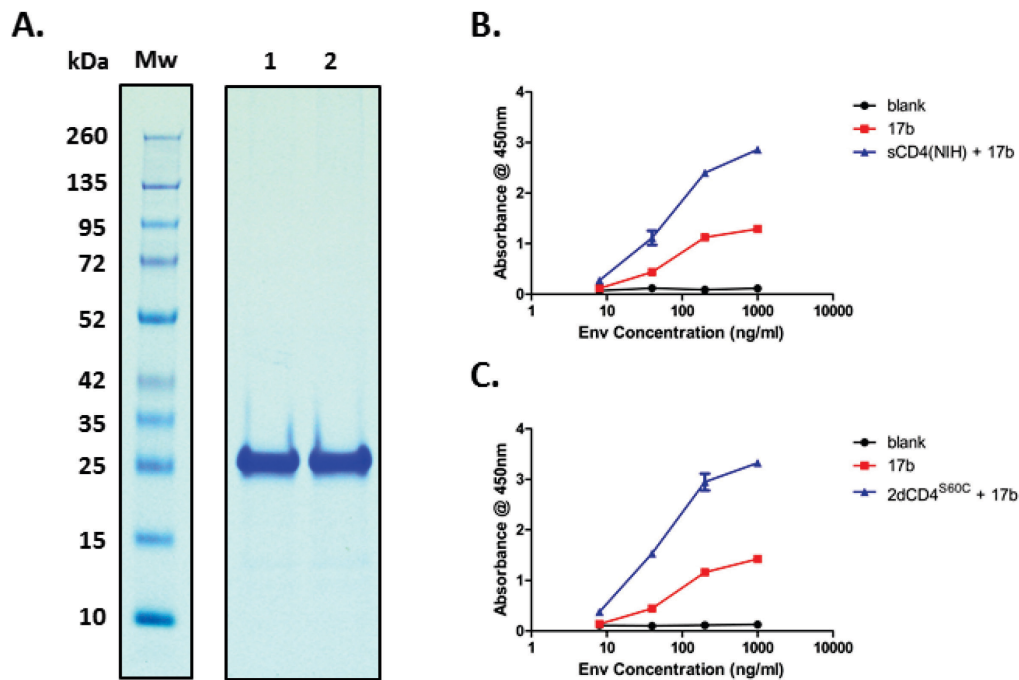 A.
kDa Mw 1 2
260
135
95
72
52
42
35
25
15
10
B.
Absorbance @ 450nm
3
2
1
0
1 10 100 1000 10000
Env Concentration (ng/ml)
blank
17b
sCD4(NIH) + 17b
C.
Absorbance @ 450nm
4
3
2
1
0
1 10 100 1000 10000
Env Concentration (ng/ml)
blank
17b
2dCD4S60C + 17b